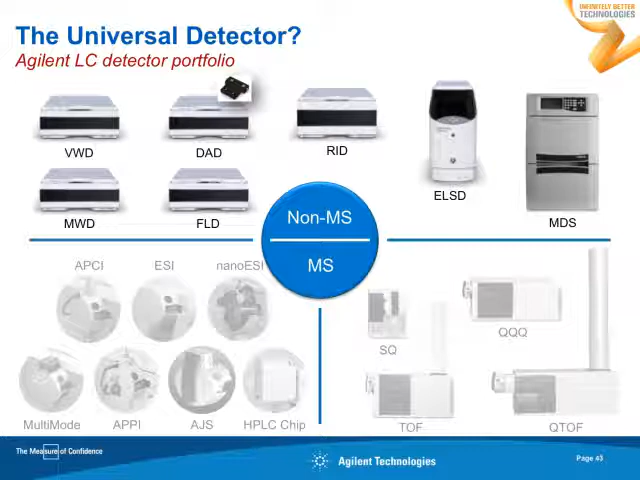 INFINITELY BETTER
TECHNOLOGIES
The Universal Detector?
Agilent LC detector portfolio
VWD
DAD
RID
ELSD
MDS
MWD
FLD
Non-MS
MS
APCI
ESI
nanoESI
SQ
QQQ
MultiMode
APPI
AJS
HPLC Chip
TOF
QTOF
The Measure of Confidence
Agilent Technologies
Page 43